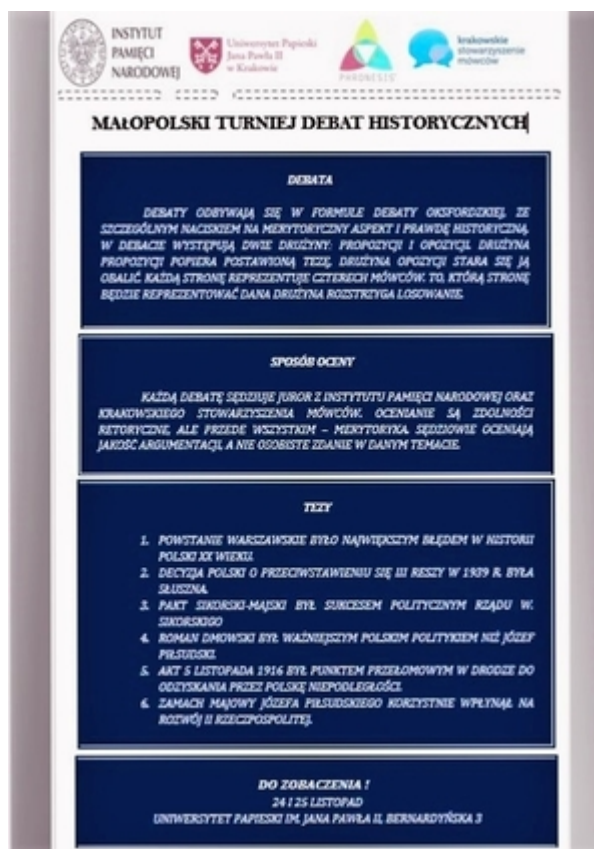 INSTYTUT
PAMIĘCI
NARODOWEJ
Uniwersytet Papieski
Jana Pawła II
w Krakowie
PHRONESIS
krakowskie
stowarzyszenie
mówców
MAŁOPOLSKI TURNIEJ DEBAT HISTORYCZNYCH
DEBATA
DEBATY ODBYWAJĄ SIĘ W FORMULE DEBATY OKSFORDZKIEJ, ZE
SZCZEGÓLNYM NACISKIEM NA MERYTORYCZNY ASPEKT I PRAWDĘ HISTORYCZNĄ.
W DEBACIE WYSTĘPUJĄ DWIE DRUŻYNY: PROPOZYCJI I OPOZYCJI. DRUŻYNA
PROPOZYCJI POPIERA POSTAWIONĄ TEZĘ, DRUŻYNA OPOZYCJI STARA SIĘ JĄ
OBALIĆ. KAŻDĄ STRONĘ REPREZENTUJE CZTERECH MÓWCÓW. TO, KTÓRĄ STRONĘ
BĘDZIE REPREZENTOWAĆ DANA DRUŻYNA ROZSTRZYGA LOSOWANIE.
SPOSÓB OCENY
KAŻDĄ DEBATĘ SĘDZIUJE JUROR Z INSTYTUTU PAMIĘCI NARODOWEJ ORAZ
KRAKOWSKIEGO STOWARZYSZENIA MÓWCÓW. OCENIANIE SĄ ZDOLNOŚCI
RETORYCZNE, ALE PRZEDE WSZYSTKIM – MERYTORYKA. SĘDZIOWIE OCENIAJĄ
JAKOŚĆ ARGUMENTACJI, A NIE OSOBISTE ZDANIE W DANYM TEMACIE.
TEZY
1. POWSTANIE WARSZAWSKIE BYŁO NAJWIĘKSZYM BŁĘDEM W HISTORII
POLSKI XX WIEKU.
2. DECYZJA POLSKI O PRZECIWSTAWIENIU SIĘ III RESZY W 1939 R. BYŁA
SŁUSZNA.
3. PAKT SIKORSKI-MAJSKI BYŁ SUKCESEM POLITYCZNYM RZĄDU W.
SIKORSKIEGO
4. ROMAN DMOWSKI BYŁ WAŻNIEJSZYM POLSKIM POLITYKIEM NIŻ JÓZEF
PIŁSUDSKI.
5. AKT 5 LISTOPADA 1916 BYŁ PUNKTEM PRZEŁOMOWYM W DRODZE DO
ODZYSKANIA PRZEZ POLSKĘ NIEPODLEGŁOŚCI.
6. ZAMACH MAJOWY JÓZEFA PIŁSUDSKIEGO KORZYSTNIE WPŁYNĄŁ NA
ROZWÓJ II RZECZPOSPOLITEJ.
DO ZOBACZENIA !
24 I 25 LISTOPAD
UNIWERSYTET PAPIESKI IM. JANA PAWŁA II, BERNARDYŃSKA 3